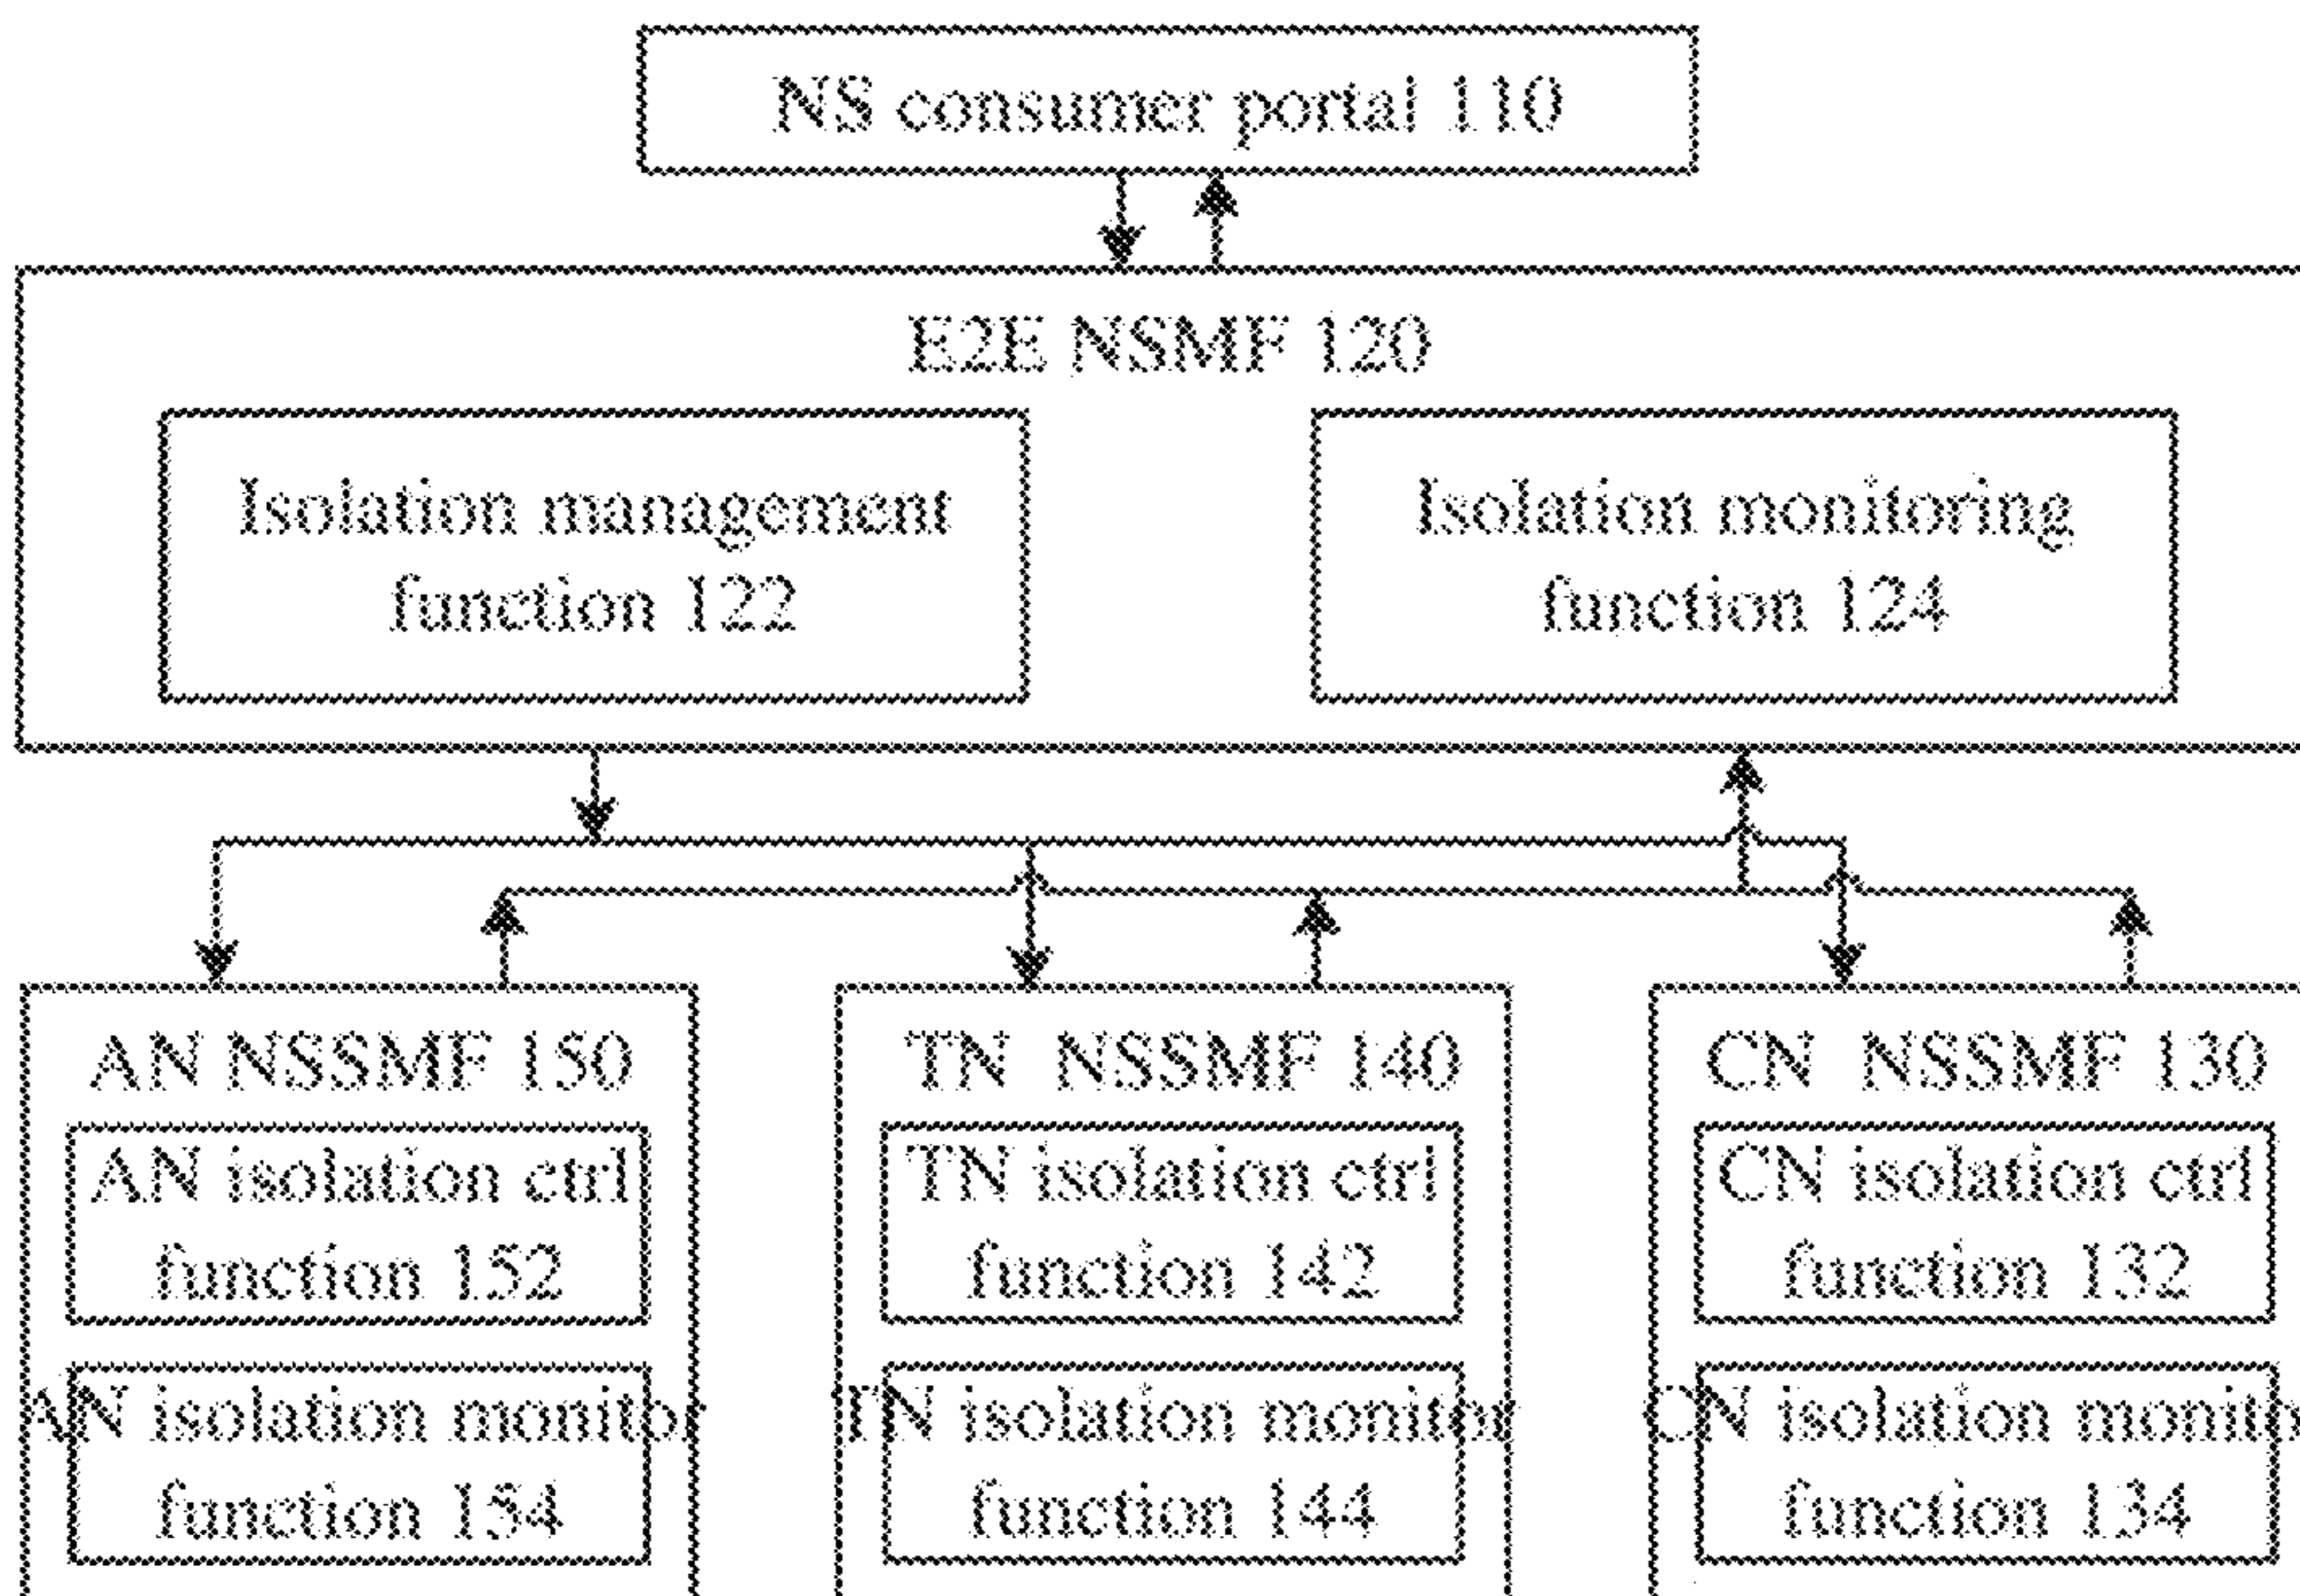 NS consumer portal 110
E2E NSMF 120
Isolation management
function 122
Isolation monitoring
function 124
AN NSSMF 150
AN isolation ctrl
function 152
AN isolation monitor
function 154
TN NSSMF 140
TN isolation ctrl
function 142
TN isolation monitor
function 144
CN NSSMF 130
CN isolation ctrl
function 132
CN isolation
function 134